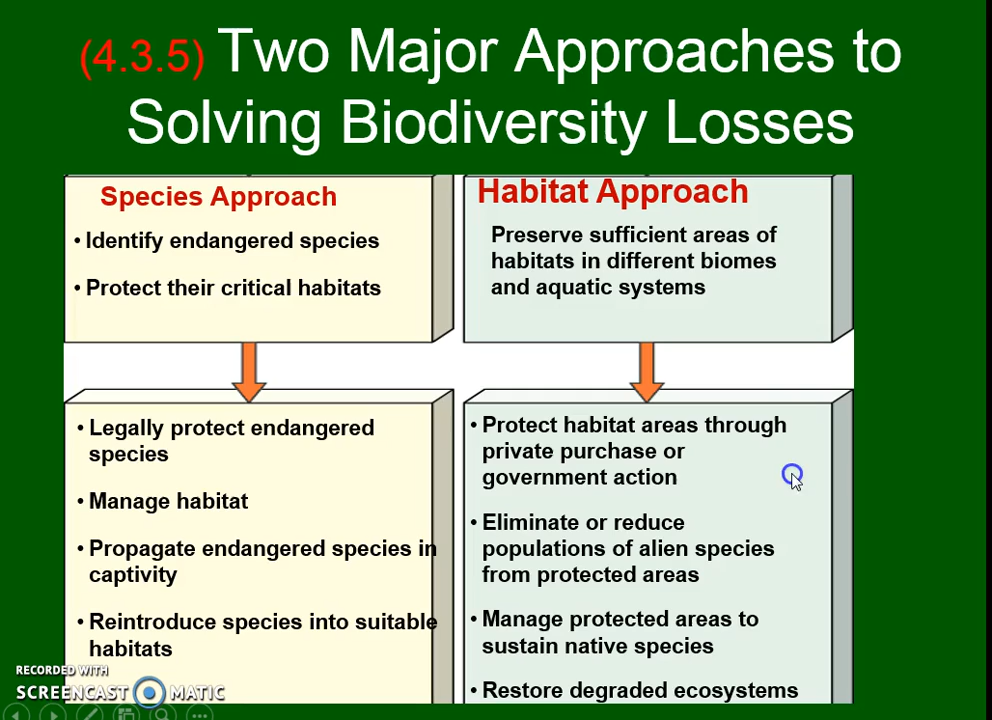 (4.3.5) Two Major Approaches to
Solving Biodiversity Losses
Species Approach
• Identify endangered species
• Protect their critical habitats
• Legally protect endangered
species
• Manage habitat
• Propagate endangered species in
captivity
• Reintroduce species into suitable
habitats
Habitat Approach
Preserve sufficient areas of
habitats in different biomes
and aquatic systems
• Protect habitat areas through
private purchase or
government action
• Eliminate or reduce
populations of alien species
from protected areas
• Manage protected areas to
sustain native species
• Restore degraded ecosystems
RECORDED WITH
SCREENCAST MATIC